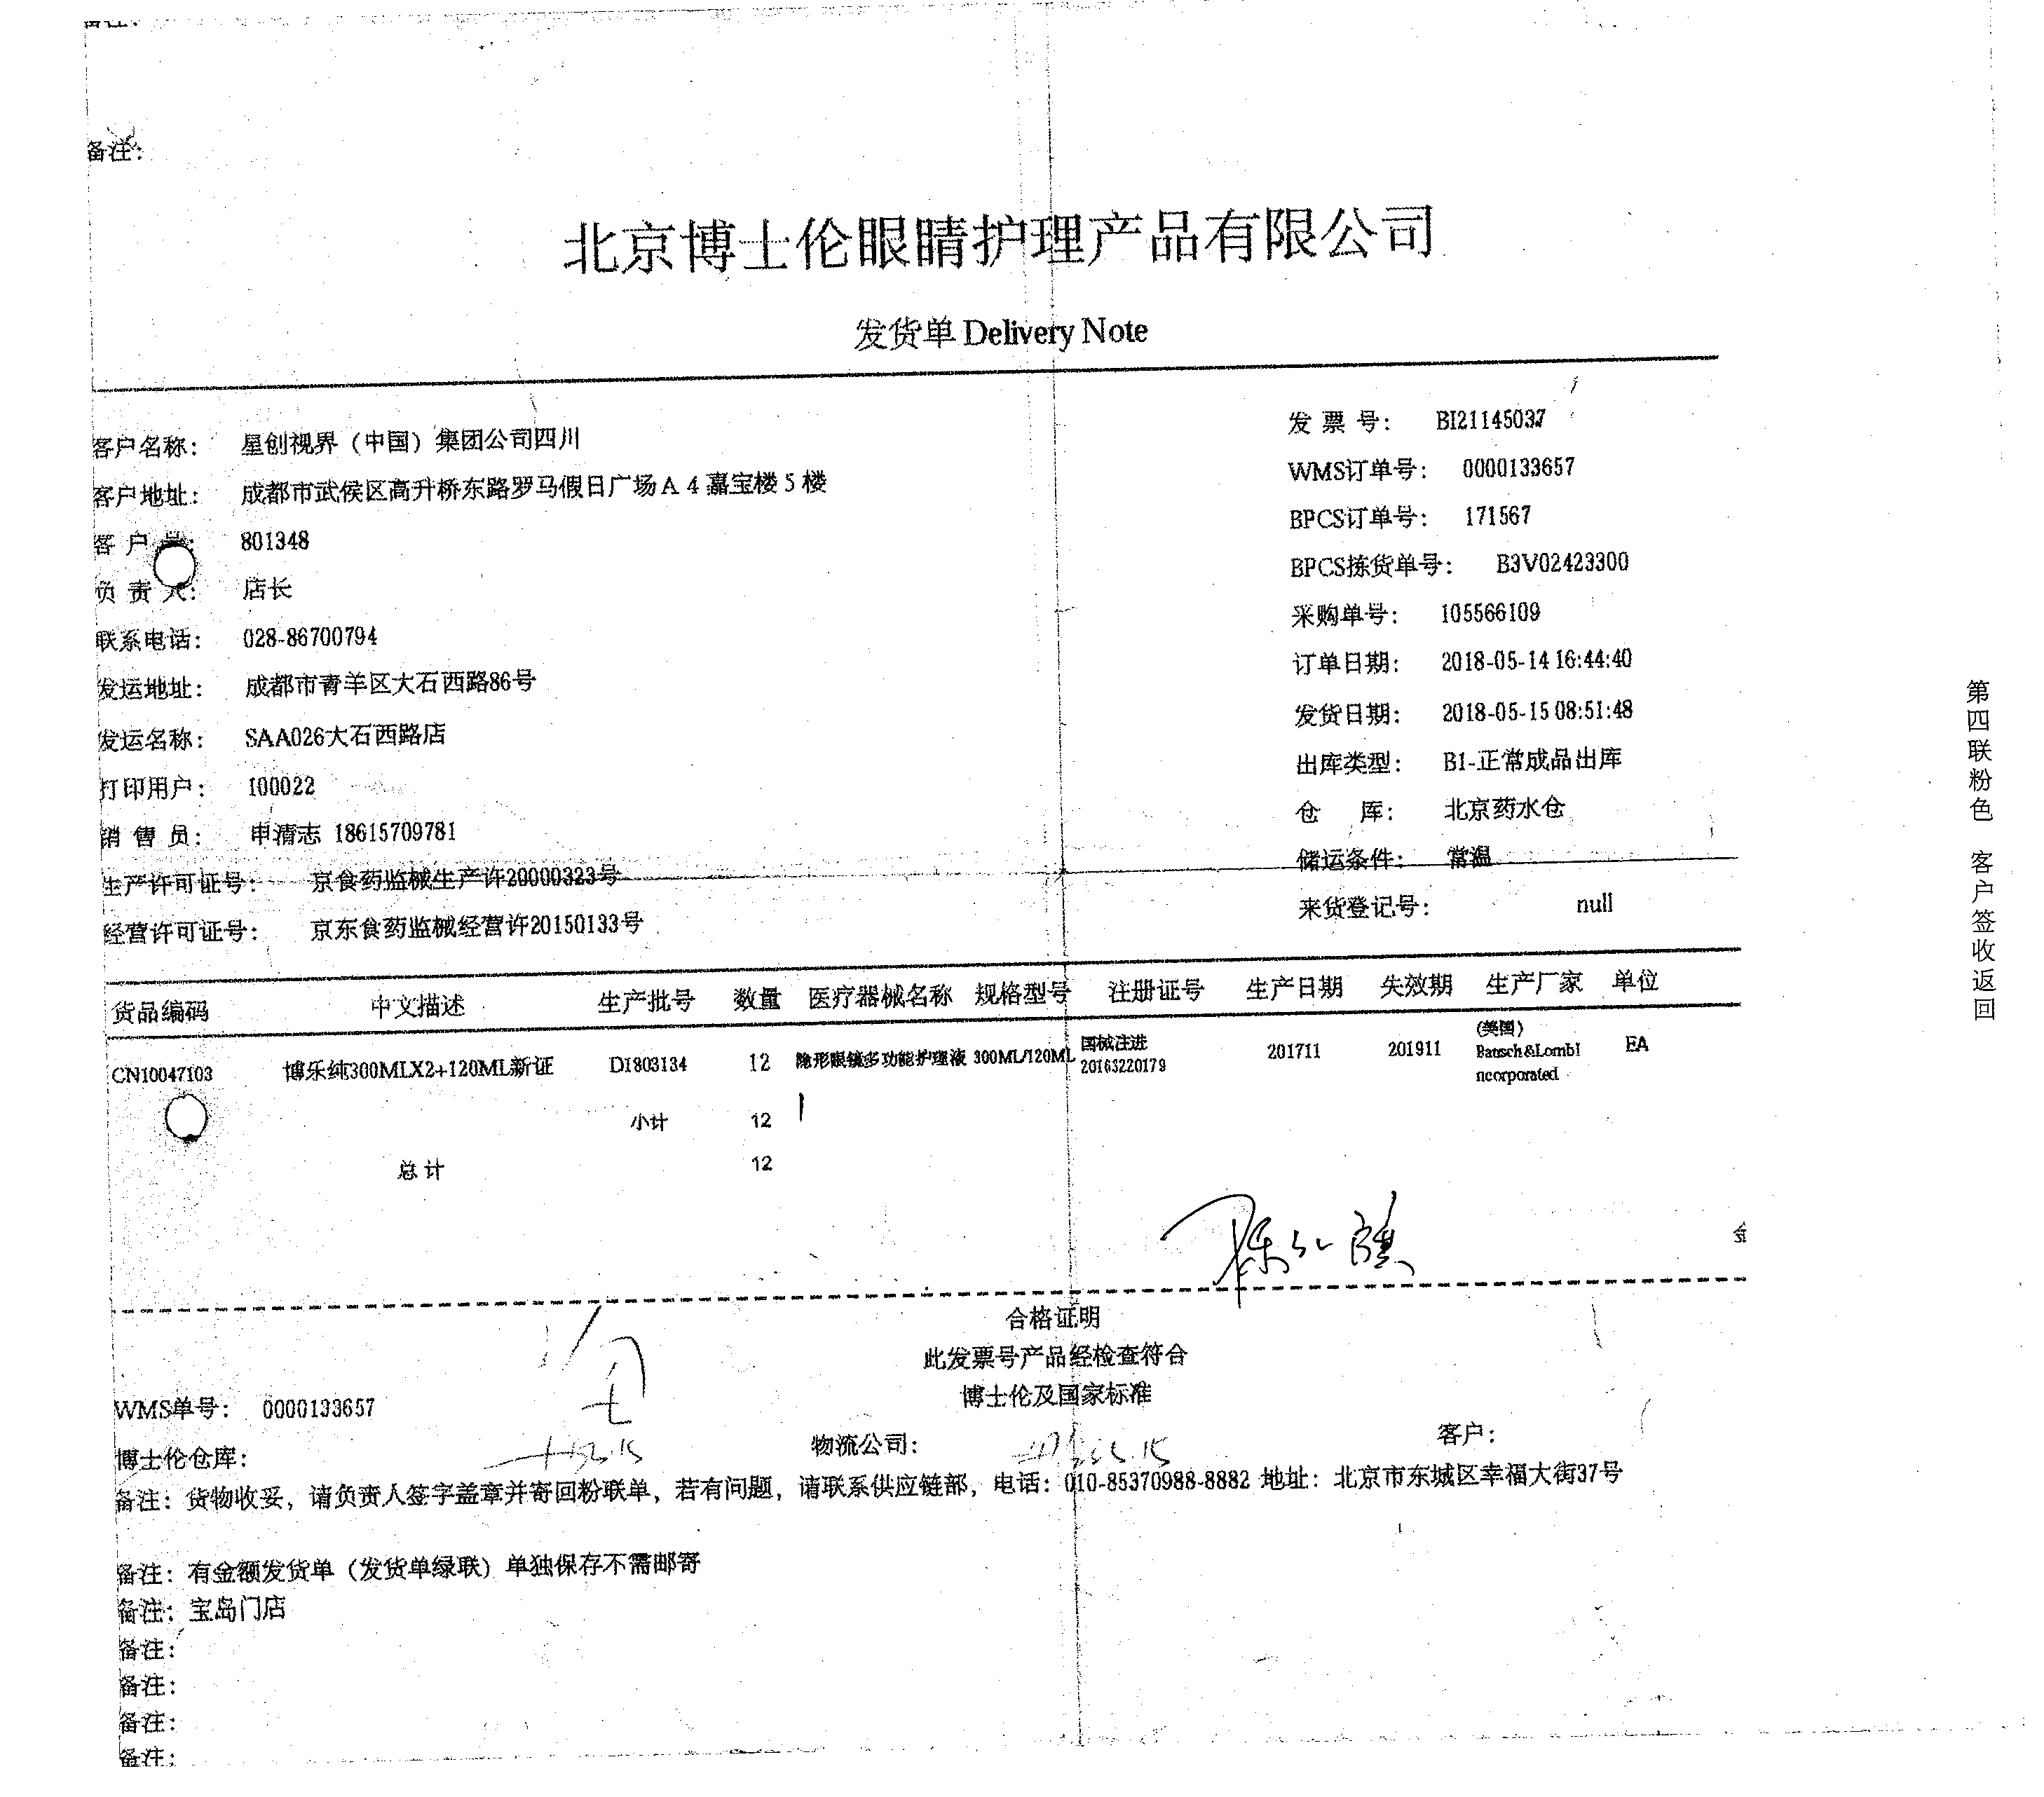 备注：
北京博士伦眼睛护理产品有限公司
发货单 Delivery Note
客户名称： 星创视界（中国）集团公司四川
客户地址： 成都市武侯区高升桥东路罗马假日广场A 4 嘉宝楼 5 楼
客 户 号： 801348
负 责 人： 店长
联系电话： 028-86700794
发运地址： 成都市青羊区大石西路86号
发运名称： SAA026大石西路店
打印用户： 100022
销 售 员： 申清志 18615709781
生产许可证号： 京食药监械生产许20000323号
经营许可证号： 京东食药监械经营许20150133号
发 票 号： BI21145037
WMS订单号： 0000133657
BPCS订单号： 171567
BPCS拣货单号： B3V02423300
采购单号： 105566109
订单日期： 2018-05-14 16:44:40
发货日期： 2018-05-15 08:51:48
出库类型： B1-正常成品出库
仓 库： 北京药水仓
储运条件： 常温
来货登记号： null
货品编码 中文描述 生产批号 数量 医疗器械名称 规格型号 注册证号 生产日期 失效期 生产厂家 单位
CN10047103 博乐纯300MLX2+120ML新证 D1803134 12 隐形眼镜多功能护理液 300ML/120ML 国械注进 20163220179 201711 201911 (美国) Bausch&LombI ncorporated EA
小计 12
总 计 12
合格证明
此发票号产品经检查符合
博士伦及国家标准
WMS单号： 0000133657
博士伦仓库： 物流公司： 客户：
备注：货物收妥，请负责人签字盖章并寄回粉联单，若有问题，请联系供应链部，电话：010-85370988-8882 地址：北京市东城区幸福大街37号
备注：有金额发货单（发货单绿联）单独保存不需邮寄
备注：宝岛门店
备注：
备注：
备注：
备注：
第四联粉色 客户签收返回